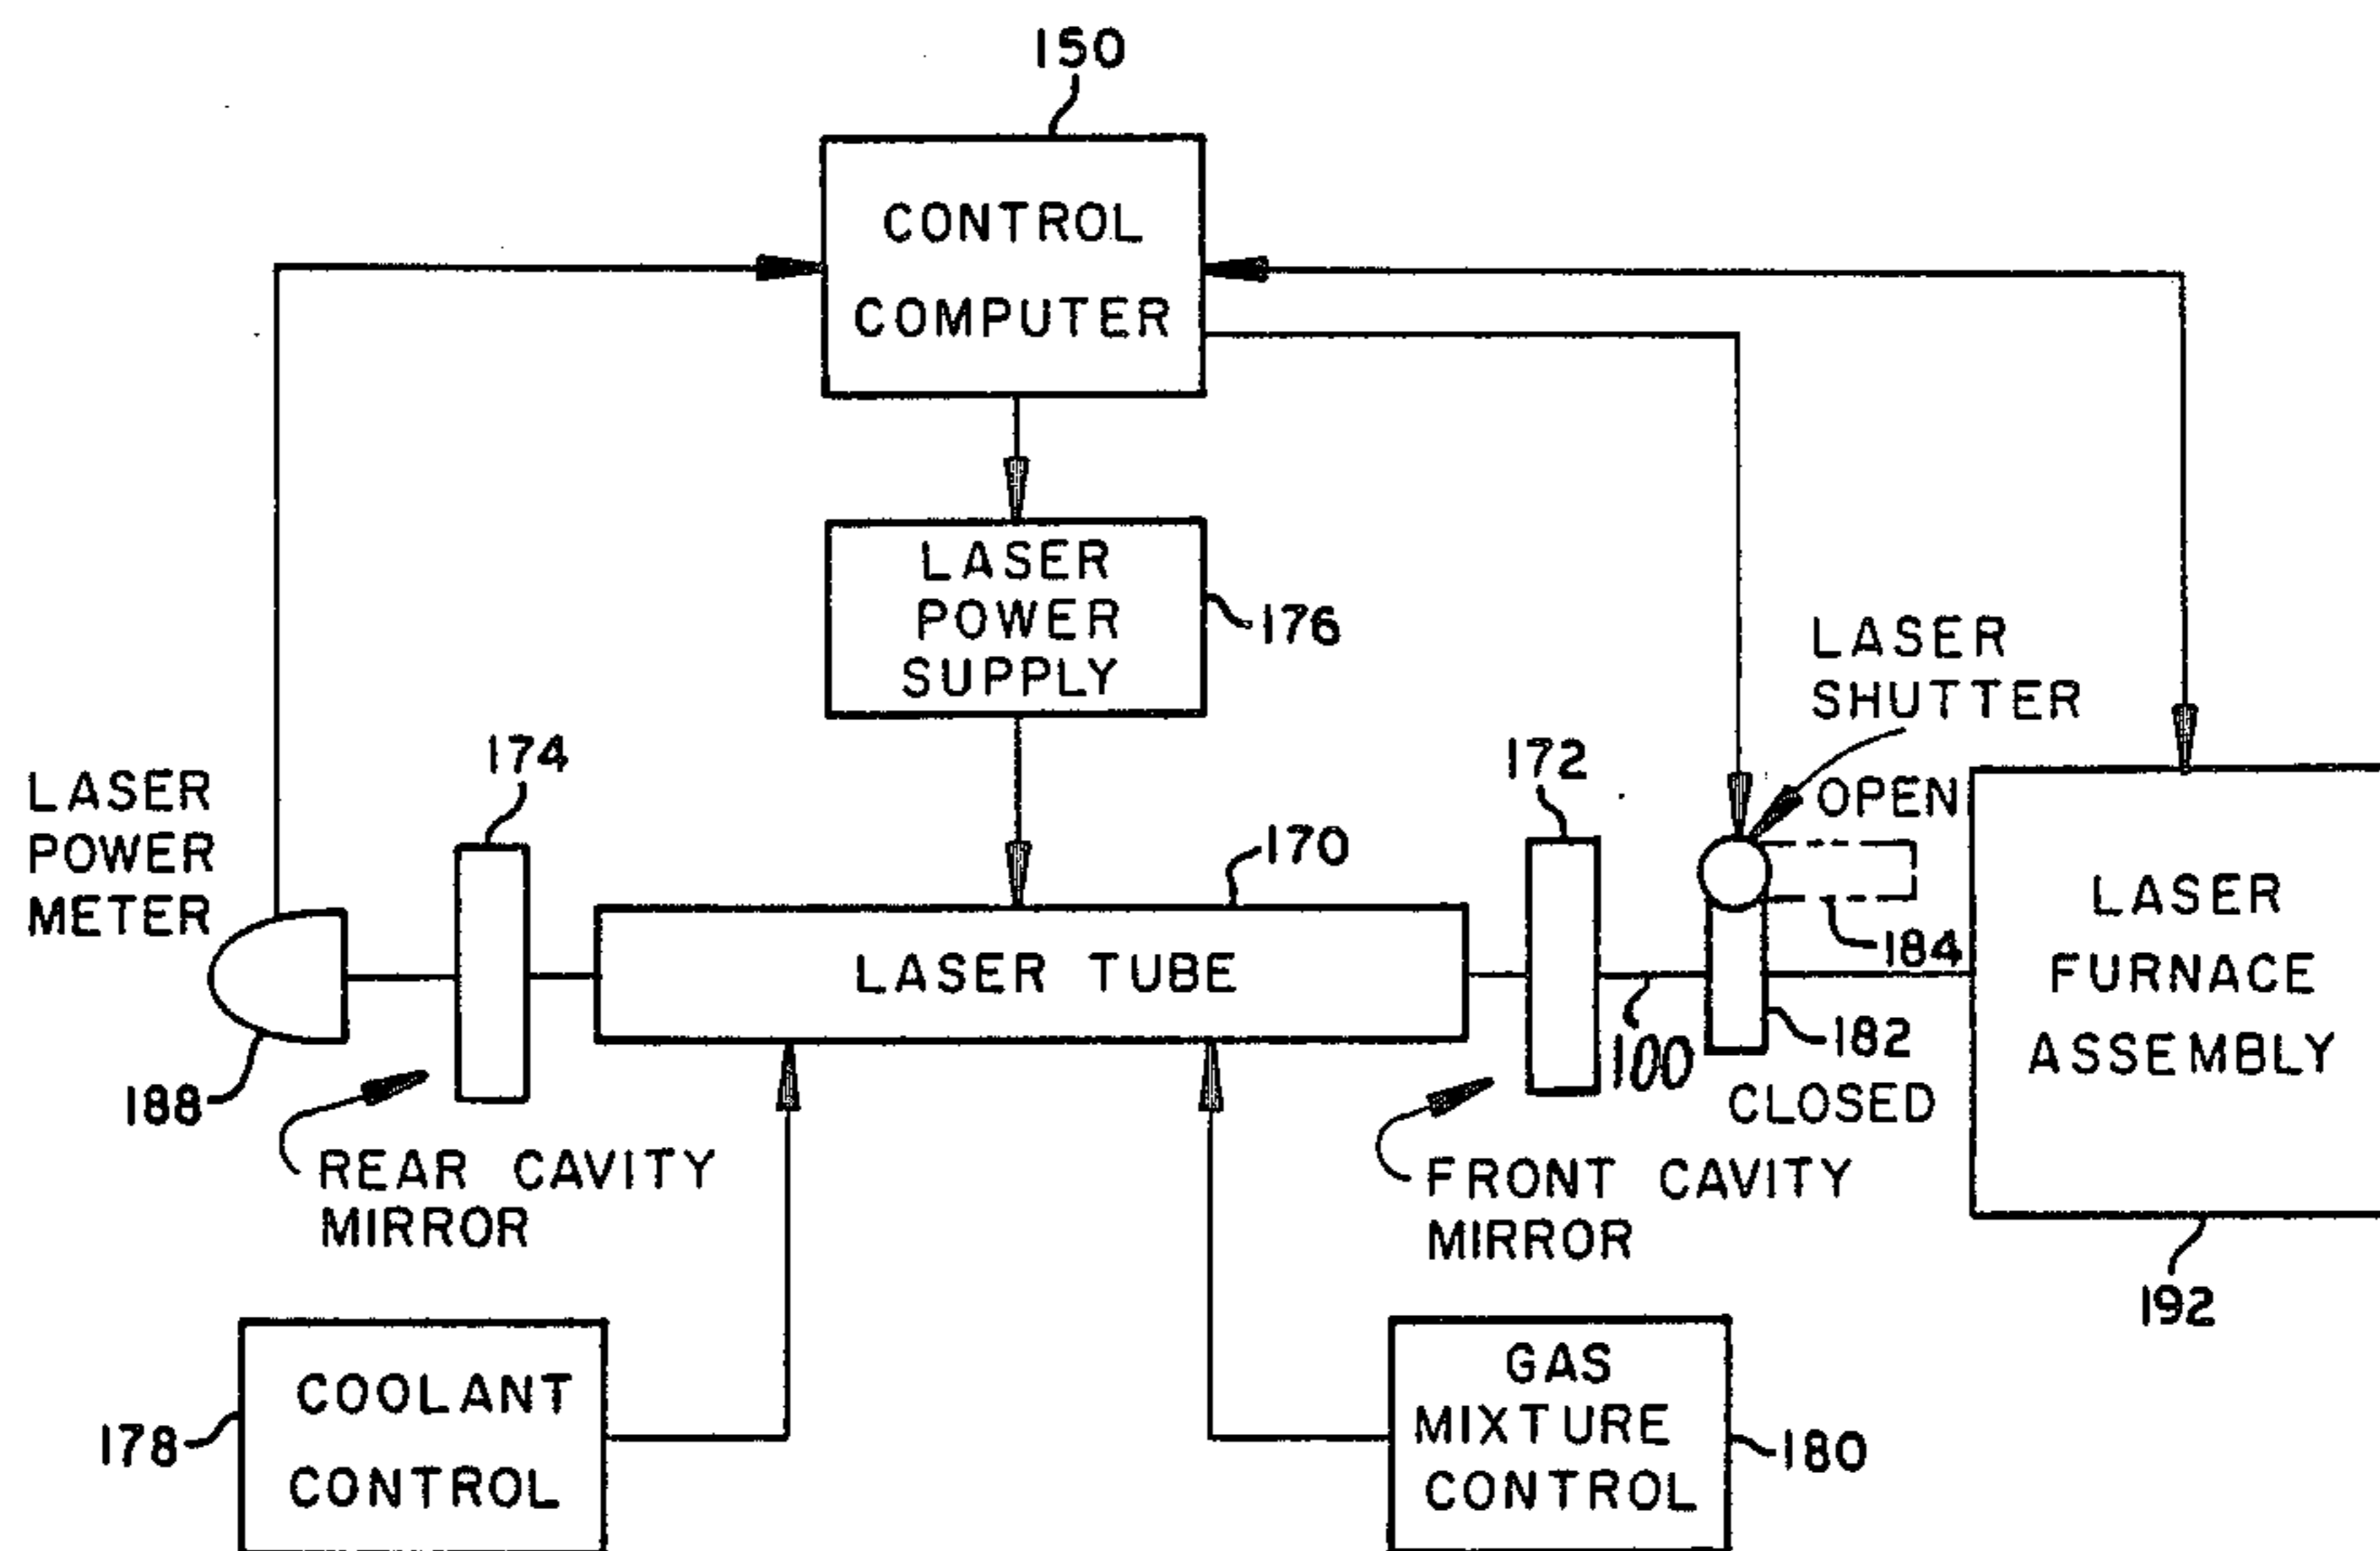 150
CONTROL
COMPUTER
LASER
POWER
SUPPLY
176
LASER
SHUTTER
OPEN
184
174
172
170
LASER
POWER
METER
188
LASER TUBE
100
182
CLOSED
LASER
FURNACE
ASSEMBLY
192
REAR CAVITY
MIRROR
FRONT CAVITY
MIRROR
COOLANT
CONTROL
178
GAS
MIXTURE
CONTROL
180